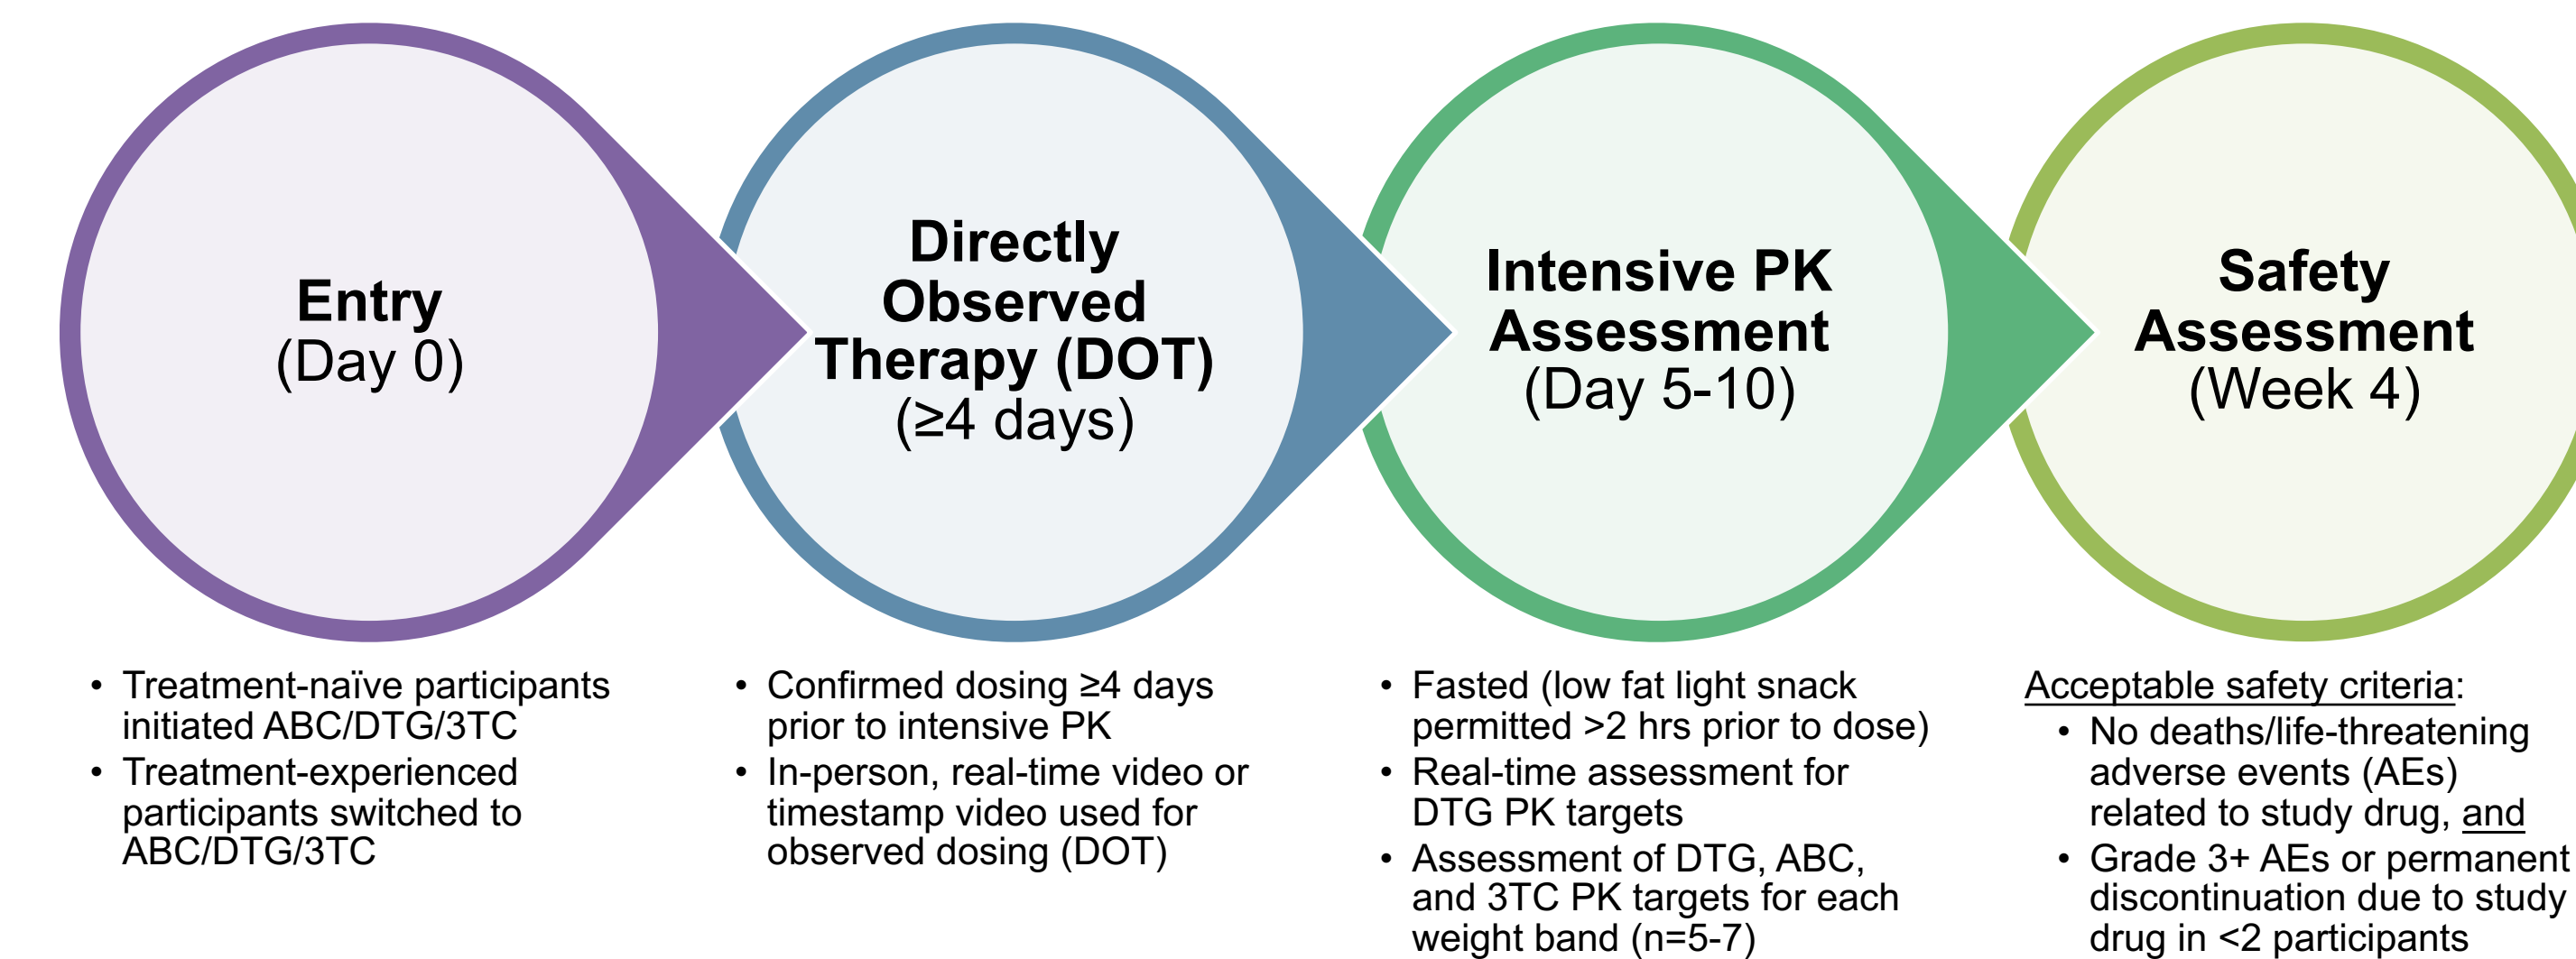 Entry
(Day 0)
Directly
Observed
Therapy (DOT)
(≥4 days)
Intensive PK
Assessment
(Day 5-10)
Safety
Assessment
(Week 4)
• Treatment-naïve participants
initiated ABC/DTG/3TC
• Treatment-experienced
participants switched to
ABC/DTG/3TC
• Confirmed dosing ≥4 days
prior to intensive PK
• In-person, real-time video or
timestamp video used for
observed dosing (DOT)
• Fasted (low fat light snack
permitted >2 hrs prior to dose)
• Real-time assessment for
DTG PK targets
• Assessment of DTG, ABC,
and 3TC PK targets for each
weight band (n=5-7)
Acceptable safety criteria:
• No deaths/life-threatening
adverse events (AEs)
related to study drug, and
• Grade 3+ AEs or permanent
discontinuation due to study
drug in <2 participants